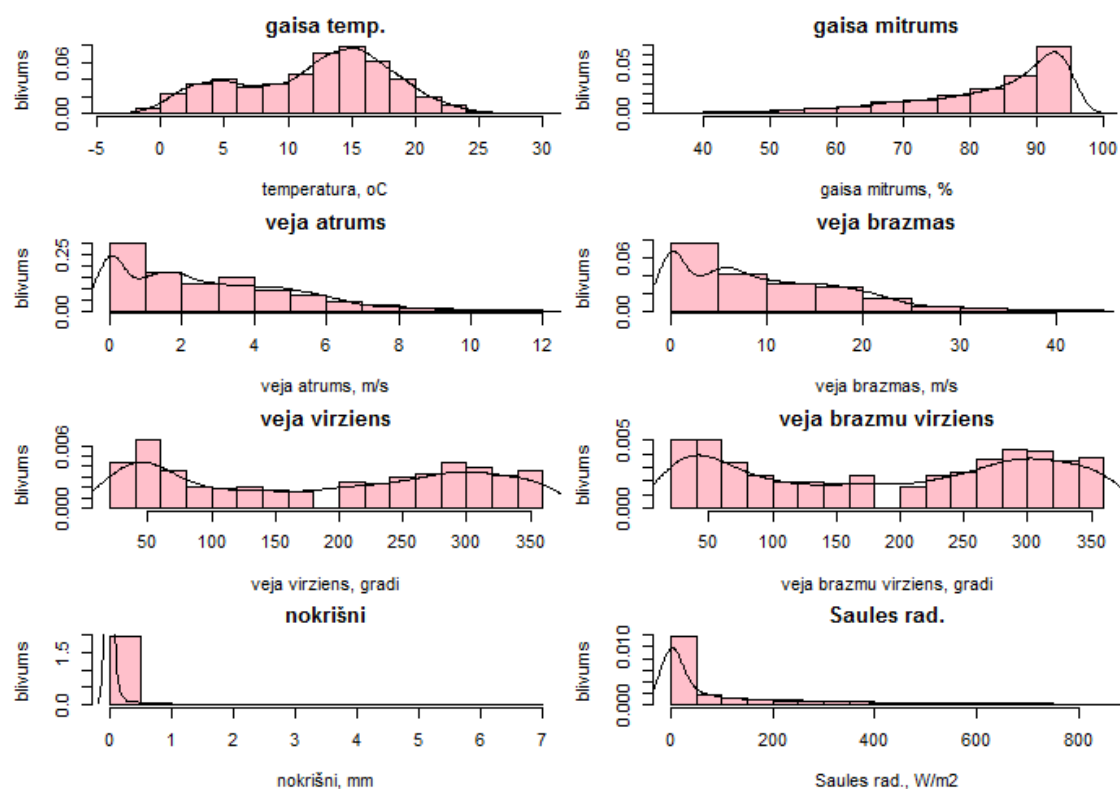 gaisa temp.
blivums
0.00 0.06
-5 0 5 10 15 20 25 30
temperatura, oC
gaisa mitrums
blivums
0.00 0.05
40 50 60 70 80 90 100
gaisa mitrums, %
veja atrums
blivums
0.00 0.25
0 2 4 6 8 10 12
veja atrums, m/s
veja brazmas
blivums
0.00 0.06
0 10 20 30 40
veja brazmas, m/s
veja virziens
blivums
0.000 0.006
50 100 150 200 250 300 350
veja virziens, gradi
veja brazmu virziens
blivums
0.000 0.005
50 100 150 200 250 300 350
veja brazmu virziens, gradi
nokrišni
blivums
0.0 1.5
0 1 2 3 4 5 6 7
nokrišni, mm
Saules rad.
blivums
0.000 0.010
0 200 400 600 800
Saules rad., W/m2